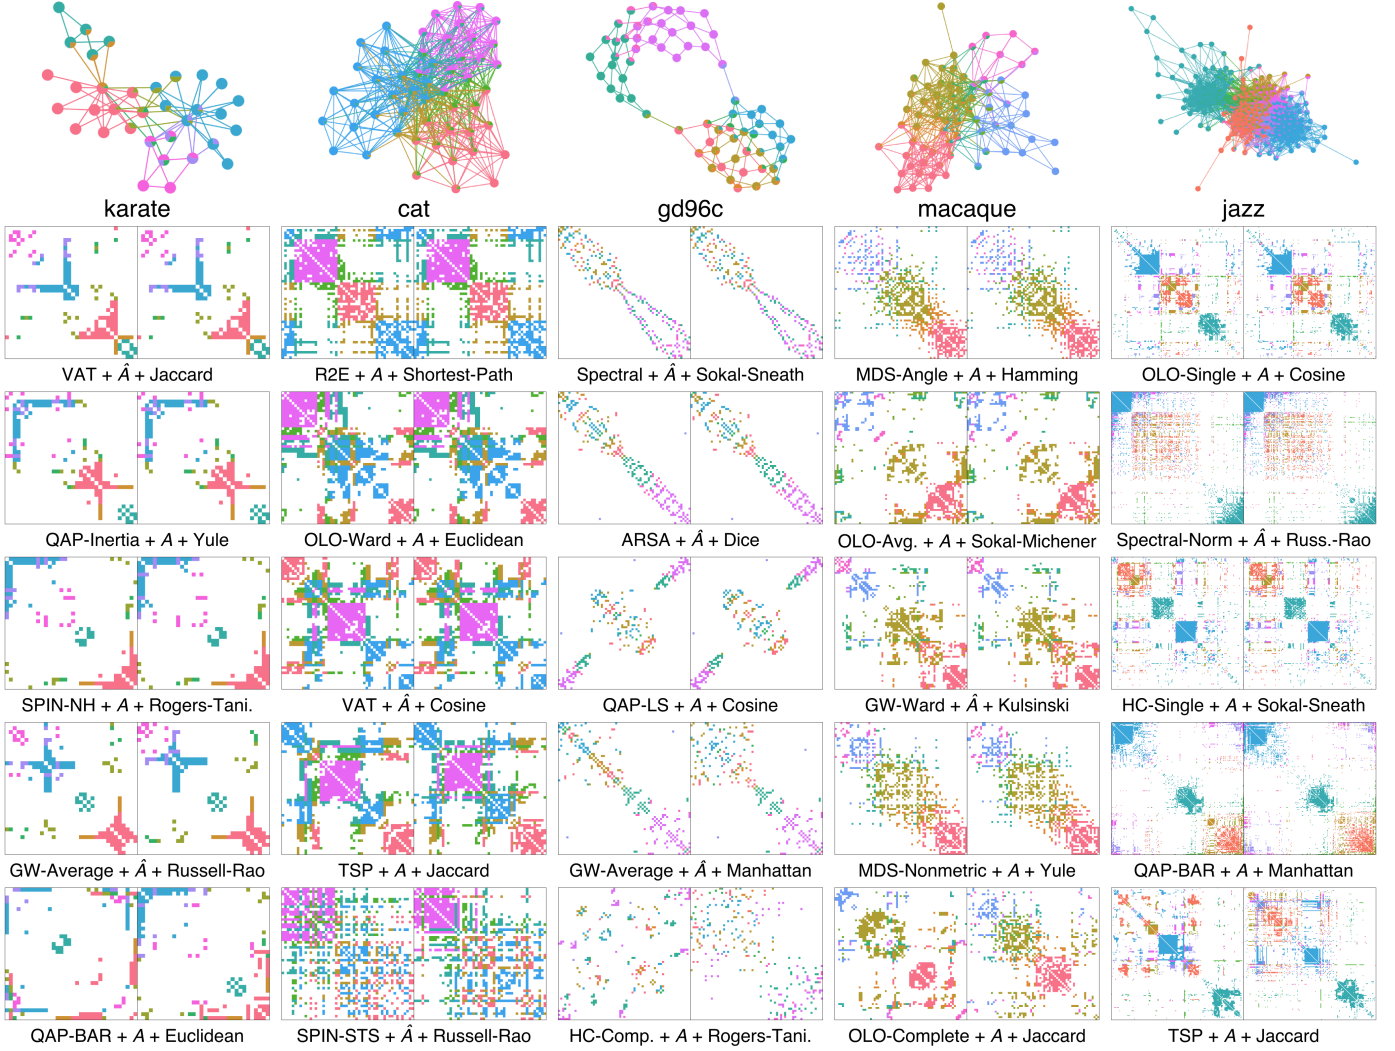 karate cat gd96c macaque jazz
VAT + Â + Jaccard R2E + A + Shortest-Path Spectral + Â + Sokal-Sneath MDS-Angle + A + Hamming OLO-Single + A + Cosine
QAP-Inertia + A + Yule OLO-Ward + A + Euclidean ARSA + Â + Dice OLO-Avg. + A + Sokal-Michener Spectral-Norm + Â + Russ.-Rao
SPIN-NH + A + Rogers-Tani. VAT + Â + Cosine QAP-LS + A + Cosine GW-Ward + Â + Kulsinski HC-Single + A + Sokal-Sneath
GW-Average + Â + Russell-Rao TSP + A + Jaccard GW-Average + Â + Manhattan MDS-Nonmetric + A + Yule QAP-BAR + A + Manhattan
QAP-BAR + A + Euclidean SPIN-STS + Â + Russell-Rao HC-Comp. + A + Rogers-Tani. OLO-Complete + A + Jaccard TSP + A + Jaccard